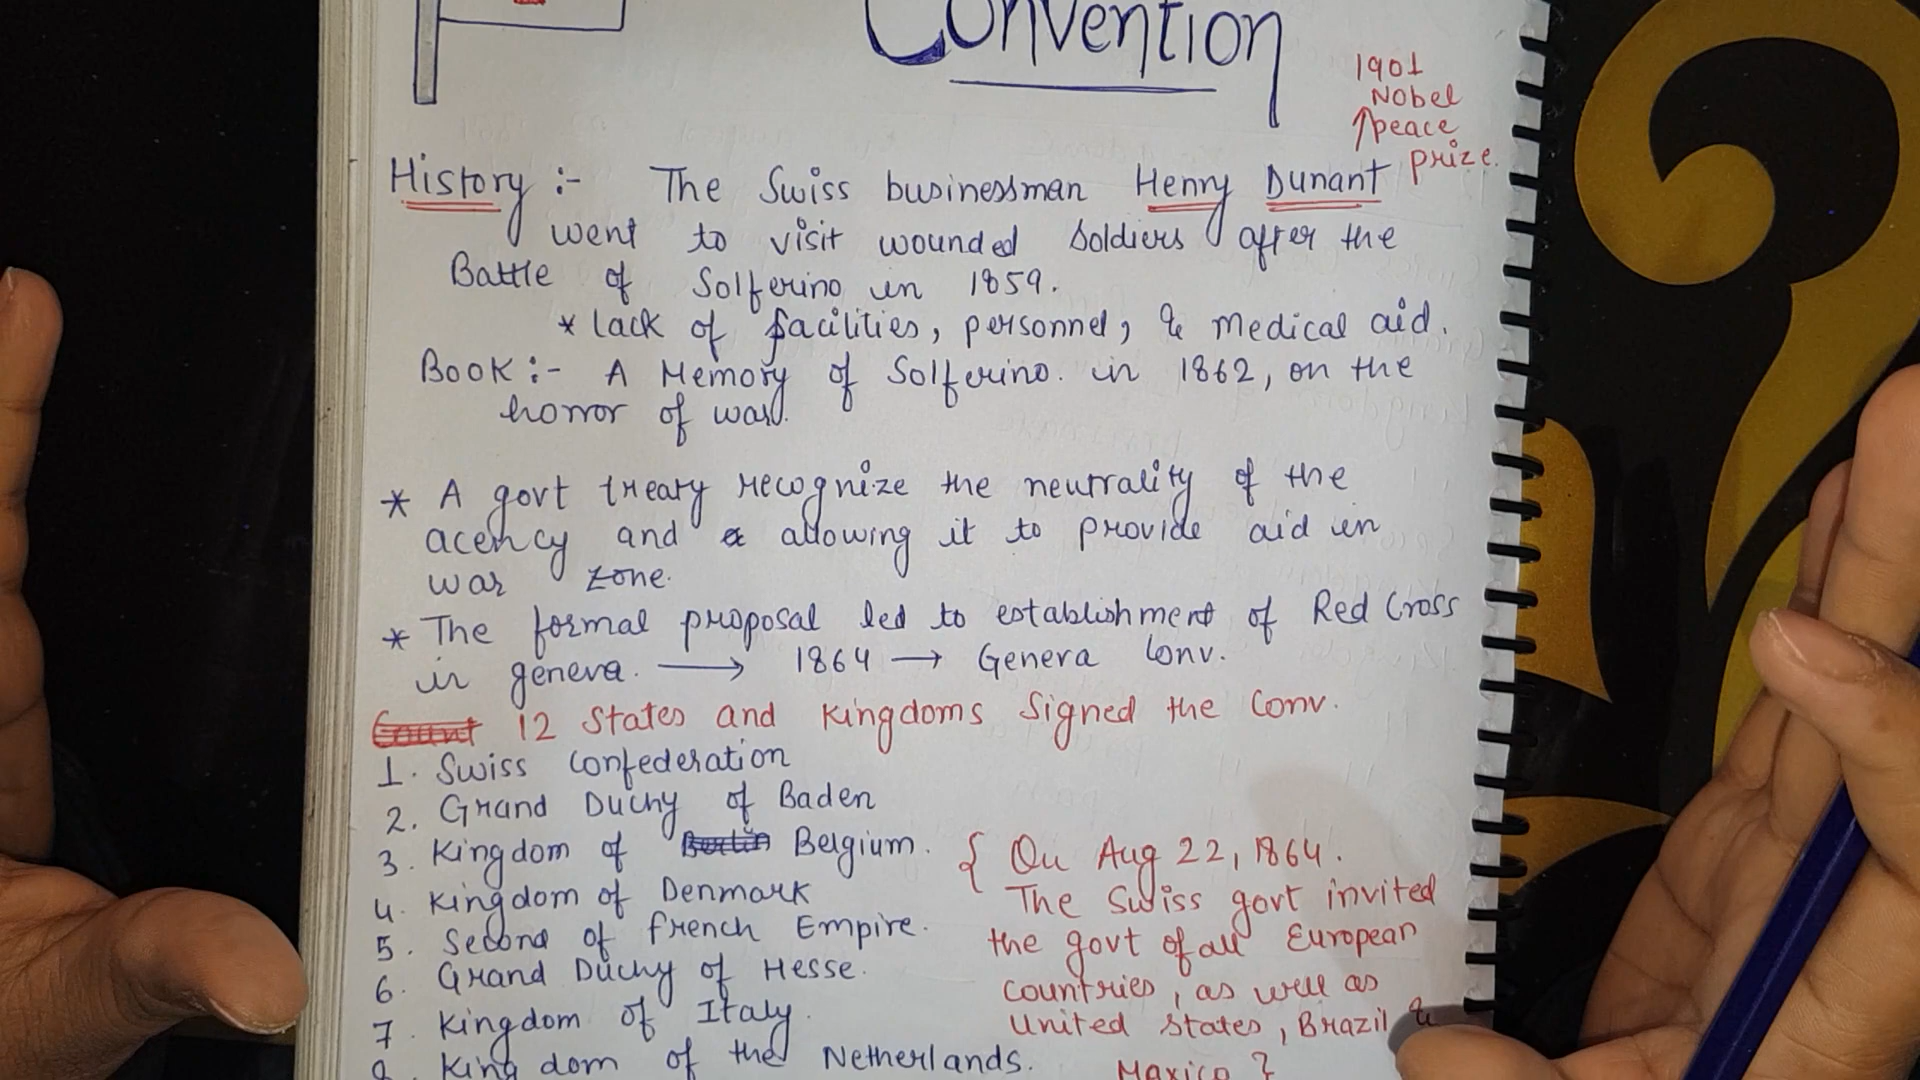 Convention
1901
Nobel
↑peace
prize.
History :- The Swiss businessman Henry Dunant
went to visit wounded soldiers after the
Battle of Solferino in 1859.
* lack of facilities, personnel, & medical aid.
Book :- A Memory of Solferino. in 1862, on the
horror of war.
* A govt treaty recognize the neutrality of the
acency and allowing it to provide aid in
war zone.
* The formal proposal led to establishment of Red Cross
in geneva. → 1864 → Geneva Conv.
Count 12 States and Kingdoms Signed the Conv.
1. Swiss Confederation
2. Grand Duchy of Baden
3. Kingdom of Berlin Belgium.
4. Kingdom of Denmark
5. Second of french Empire.
6. Grand Duchy of Hesse.
7. Kingdom of Italy.
8. King dom of the Netherlands.
{ On Aug 22, 1864.
The Swiss govt invited
the govt of all European
countries, as well as
United States, Brazil &
Mexico }